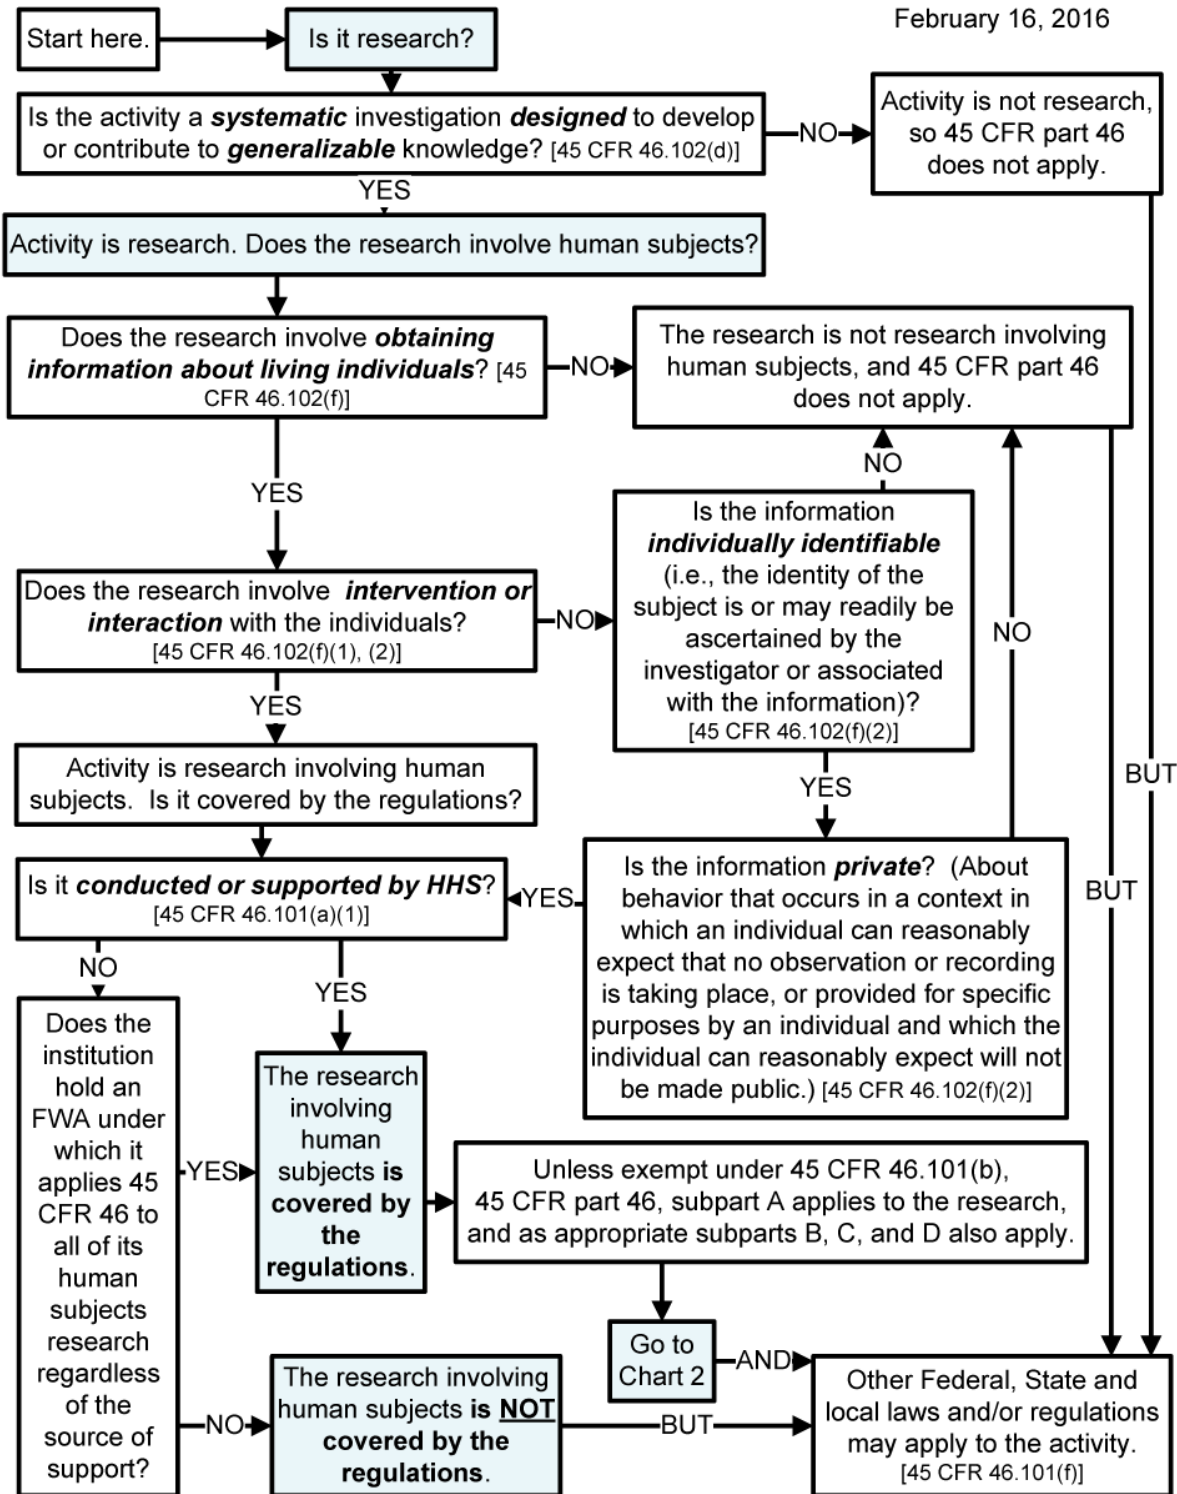 February 16, 2016
Start here.
Is it research?
Is the activity a systematic investigation designed to develop
or contribute to generalizable knowledge? [45 CFR 46.102(d)]
NO
Activity is not research,
so 45 CFR part 46
does not apply.
YES
Activity is research. Does the research involve human subjects?
Does the research involve obtaining
information about living individuals? [45
CFR 46.102(f)]
NO
The research is not research involving
human subjects, and 45 CFR part 46
does not apply.
YES
NO
Does the research involve intervention or
interaction with the individuals?
[45 CFR 46.102(f)(1), (2)]
NO
Is the information
individually identifiable
(i.e., the identity of the
subject is or may readily be
ascertained by the
investigator or associated
with the information)?
[45 CFR 46.102(f)(2)]
NO
YES
YES
BUT
Activity is research involving human
subjects. Is it covered by the regulations?
Is it conducted or supported by HHS?
[45 CFR 46.101(a)(1)]
YES
Is the information private? (About
behavior that occurs in a context in
which an individual can reasonably
expect that no observation or recording
is taking place, or provided for specific
purposes by an individual and which the
individual can reasonably expect will not
be made public.) [45 CFR 46.102(f)(2)]
BUT
NO
YES
Does the
institution
hold an
FWA under
which it
applies 45
CFR 46 to
all of its
human
subjects
research
regardless
of the
source of
support?
YES
The research
involving
human
subjects is
covered by
the
regulations.
Unless exempt under 45 CFR 46.101(b),
45 CFR part 46, subpart A applies to the research,
and as appropriate subparts B, C, and D also apply.
Go to
Chart 2
AND
NO
The research involving
human subjects is NOT
covered by the
regulations.
BUT
Other Federal, State and
local laws and/or regulations
may apply to the activity.
[45 CFR 46.101(f)]